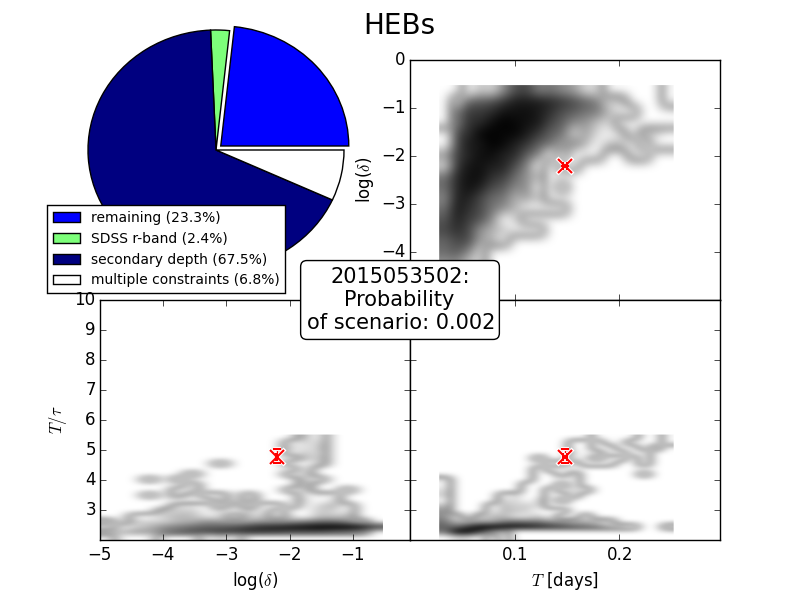 HEBs
remaining (23.3%)
SDSS r-band (2.4%)
secondary depth (67.5%)
multiple constraints (6.8%)
0
−1
−2
−3
−4
log(δ)
2015053502:
Probability
of scenario: 0.002
10
9
8
7
6
5
4
3
T/τ
−5 −4 −3 −2 −1
log(δ)
0.1 0.2
T [days]